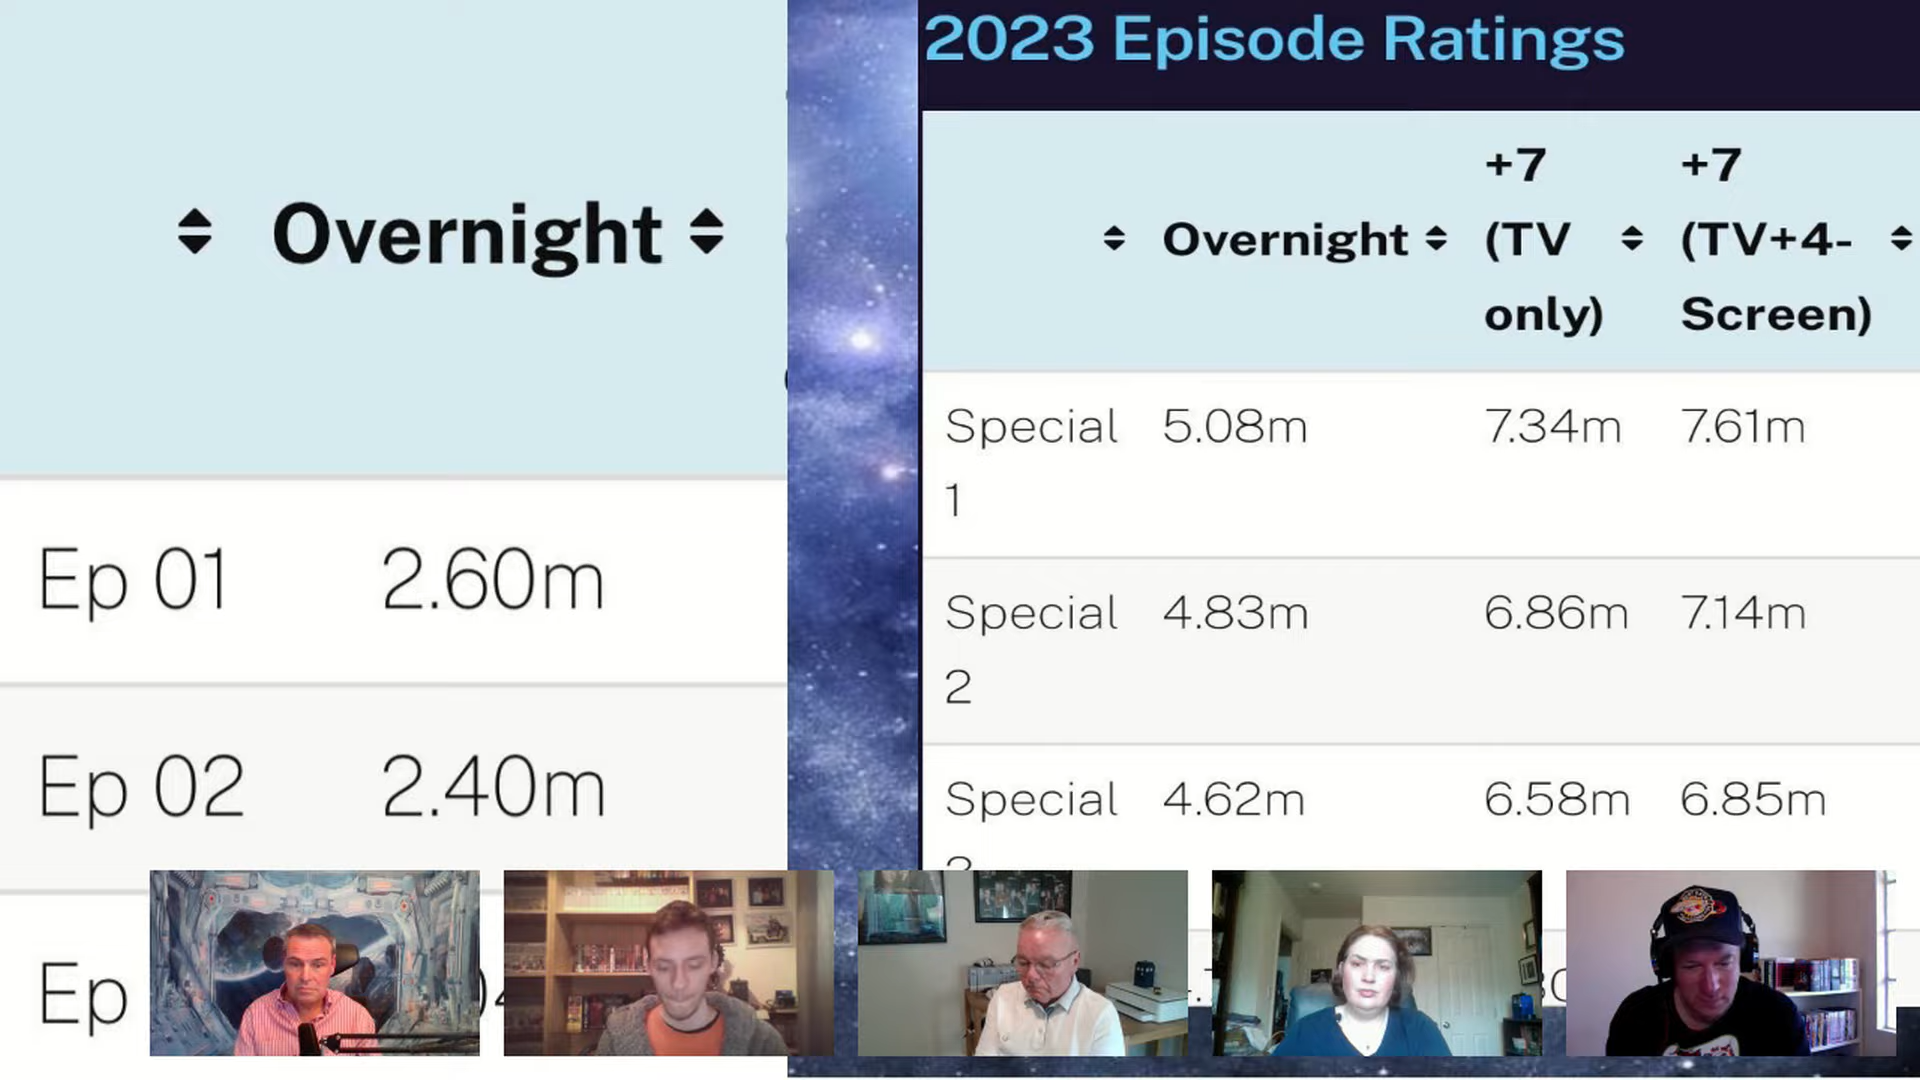 Overnight
Ep 01 2.60m
Ep 02 2.40m
Ep
2023 Episode Ratings
Overnight
+7
(TV
only)
+7
(TV+4-
Screen)
Special
1
5.08m 7.34m 7.61m
Special
2
4.83m 6.86m 7.14m
Special
4.62m 6.58m 6.85m